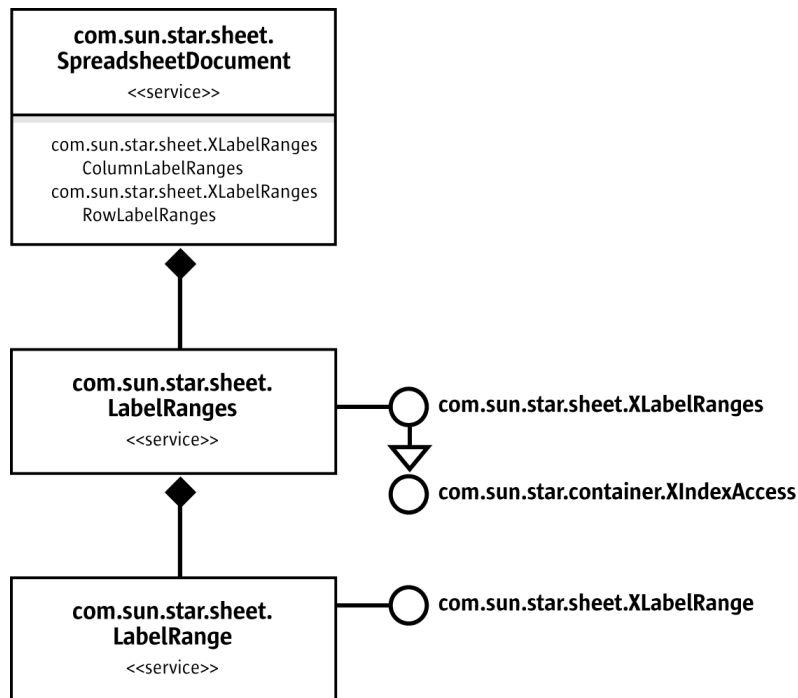 com.sun.star.sheet.
SpreadsheetDocument
<<service>>
com.sun.star.sheet.XLabelRanges
ColumnLabelRanges
com.sun.star.sheet.XLabelRanges
RowLabelRanges
com.sun.star.sheet.
LabelRanges
<<service>>
com.sun.star.sheet.XLabelRanges
com.sun.star.container.XIndexAccess
com.sun.star.sheet.
LabelRange
<<service>>
com.sun.star.sheet.XLabelRange